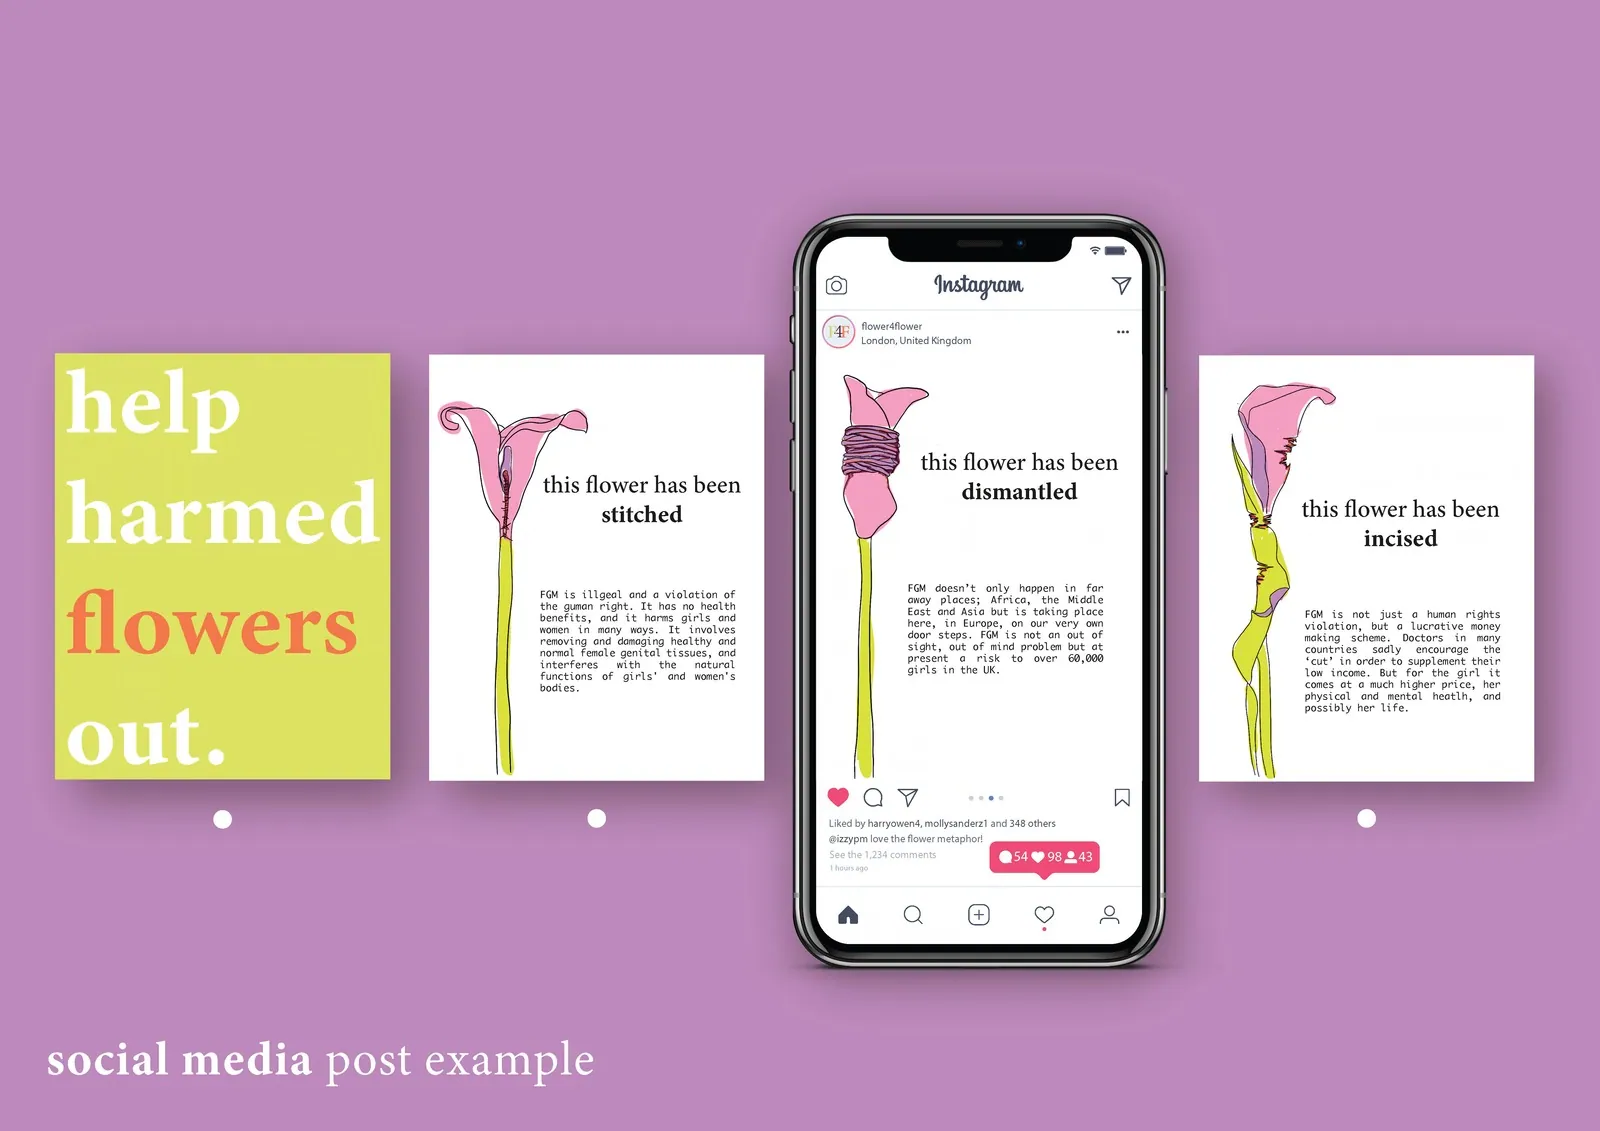 help
harmed
flowers
out.
this flower has been
stitched
FGM is illgeal and a violation of
the guman right. It has no health
benefits, and it harms girls and
women in many ways. It involves
removing and damaging healthy and
normal female genital tissues, and
interferes with the natural
functions of girls' and women's
bodies.
Instagram
F4F
flower4flower
London, United Kingdom
this flower has been
dismantled
FGM doesn't only happen in far
away places; Africa, the Middle
East and Asia but is taking place
here, in Europe, on our very own
door steps. FGM is not an out of
sight, out of mind problem but at
present a risk to over 60,000
girls in the UK.
Liked by harryowen4, mollysanderz1 and 348 others
@izzypm love the flower metaphor!
See the 1,234 comments
1 hours ago
54 98 43
this flower has been
incised
FGM is not just a human rights
violation, but a lucrative money
making scheme. Doctors in many
countries sadly encourage the
'cut' in order to supplement their
low income. But for the girl it
comes at a much higher price, her
physical and mental heatlh, and
possibly her life.
social media post example